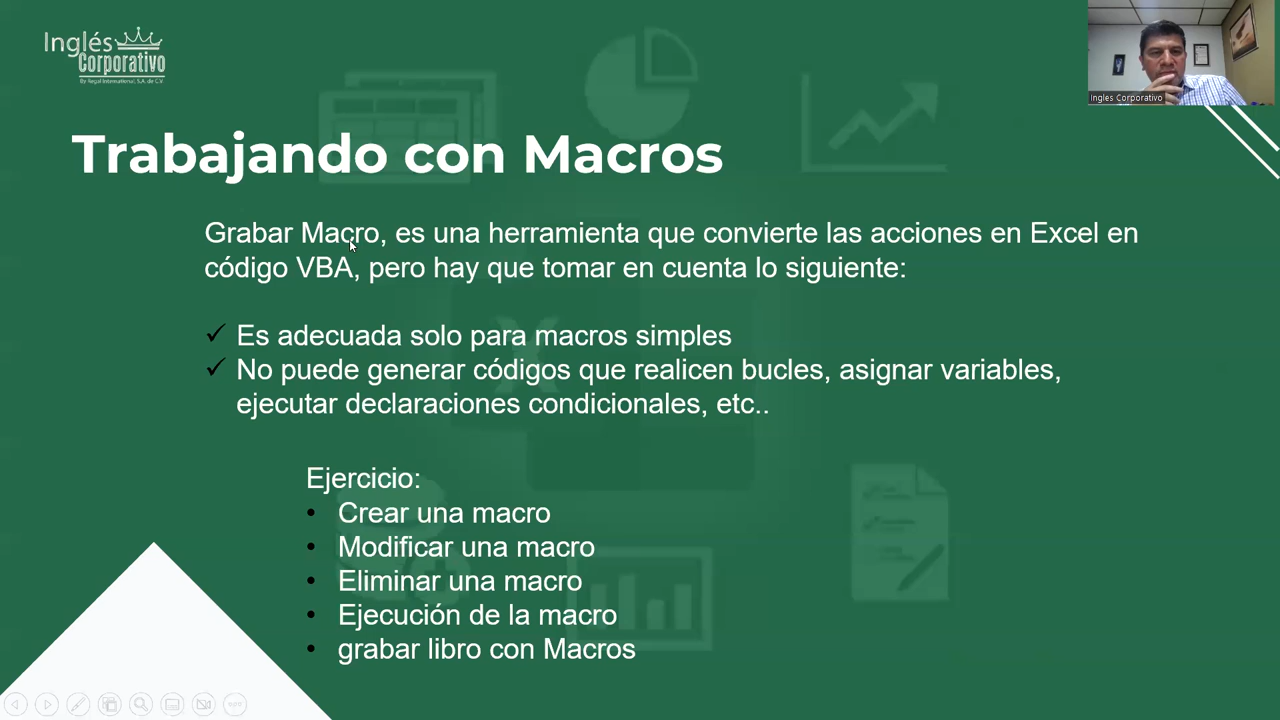 Inglés
Corporativo
By Regal International, S.A. de C.V.
Ingles Corporativo
Trabajando con Macros
Grabar Macro, es una herramienta que convierte las acciones en Excel en
código VBA, pero hay que tomar en cuenta lo siguiente:
Es adecuada solo para macros simples
No puede generar códigos que realicen bucles, asignar variables,
ejecutar declaraciones condicionales, etc..
Ejercicio:
Crear una macro
Modificar una macro
Eliminar una macro
Ejecución de la macro
grabar libro con Macros